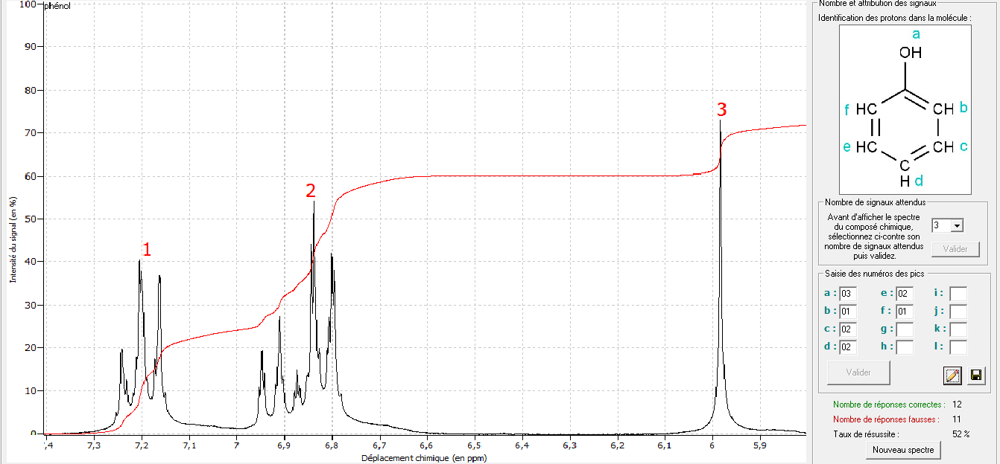 phénol
100
90
80
70
60
50
40
30
20
10
0
Intensité du signal (en %)
1
2
3
,4 7,3 7,2 7,1 7 6,9 6,8 6,7 6,6 6,5 6,4 6,3 6,2 6,1 6 5,9
Déplacement chimique (en ppm)
Nombre et attribution des signaux
Identification des protons dans la molécule :
a
OH
f HC CH b
e HC CH c
C
H d
Nombre de signaux attendus
Avant d'afficher le spectre
du composé chimique,
sélectionnez ci-contre son
nombre de signaux attendus
puis validez.
3
Valider
Saisie des numéros des pics
a : 03 e : 02 i :
b : 01 f : 01 j :
c : 02 g : k :
d : 02 h : l :
Valider
Nombre de réponses correctes : 12
Nombre de réponses fausses : 11
Taux de résussite : 52 %
Nouveau spectre